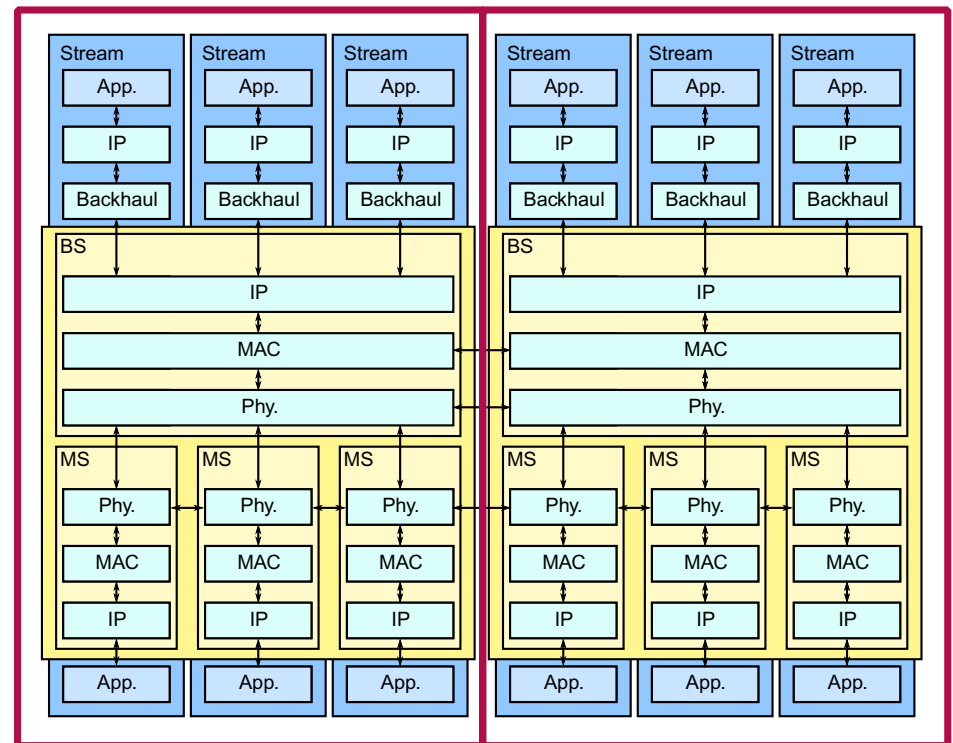 Stream Stream Stream Stream Stream Stream
App. App. App. App. App. App.
IP IP IP IP IP IP
Backhaul Backhaul Backhaul Backhaul Backhaul Backhaul
BS BS
IP IP
MAC MAC
Phy. Phy.
MS MS MS MS MS MS
Phy. Phy. Phy. Phy. Phy. Phy.
MAC MAC MAC MAC MAC MAC
IP IP IP IP IP IP
App. App. App. App. App. App.